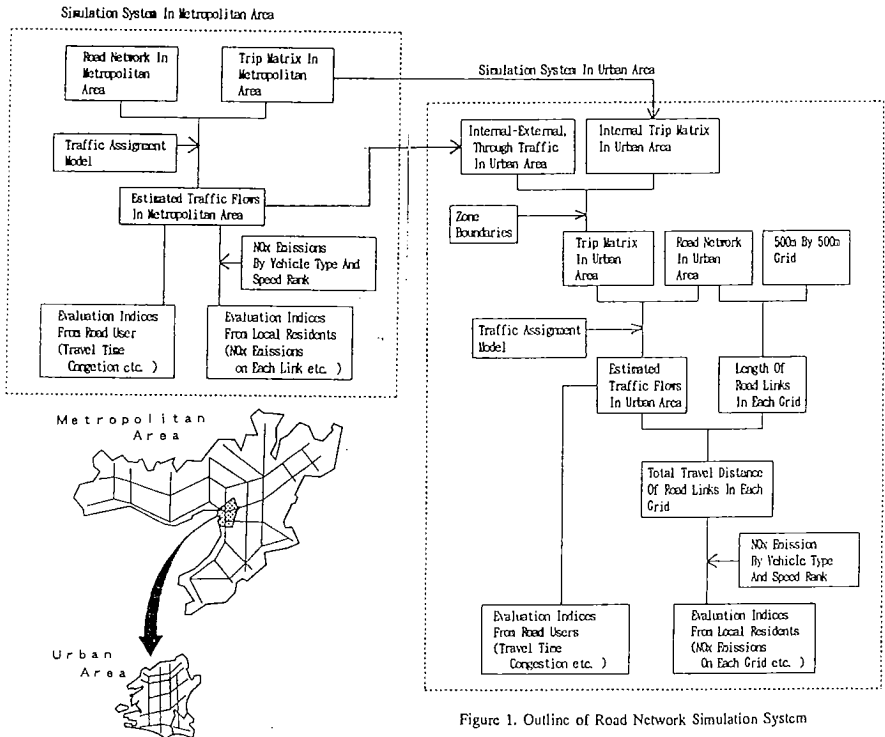 Simulation System In Metropolitan Area
Road Network In
Metropolitan
Area
Trip Matrix In
Metropolitan
Area
Traffic Assignment
Model
Estimated Traffic Flows
In Metropolitan Area
NOx Emissions
By Vehicle Type And
Speed Rank
Evaluation Indices
From Road User
(Travel Time
Congetion etc. )
Evaluation Indices
From Local Residents
(NOx Emissions
on Each Link etc. )
Simulation System In Urban Area
Internal-External,
Through Traffic
In Urban Area
Internal Trip Matrix
In Urban Area
Zone
Boundaries
Trip Matrix
In Urban
Area
Road Network
In Urban
Area
500m By 500m
Grid
Traffic Assignment
Model
Estimated
Traffic Flows
In Urban Area
Length Of
Road Links
In Each Grid
Total Travel Distance
Of Road Links In Each
Grid
NOx Emission
By Vehicle Type
And Speed Rank
Evaluation Indices
From Road Users
(Travel Time
Congestion etc. )
Evaluation Indices
From Local Residents
(NOx Emissions
On Each Grid etc. )
Metropolitan
Area
Urban
Area
Figure 1. Outline of Road Network Simulation System